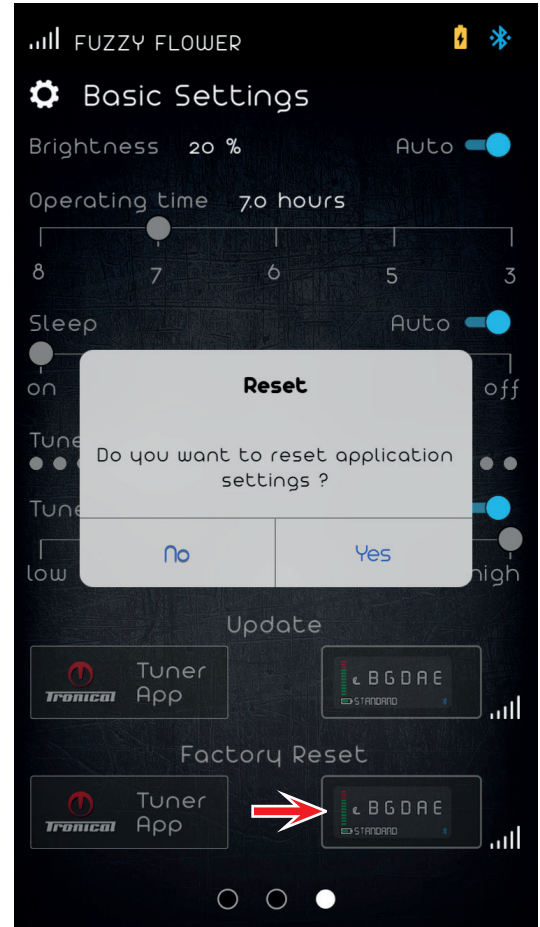 FUZZY FLOWER
Basic Settings
Brightness 20 % Auto
Operating time 7.0 hours
8 7 6 5 3
Sleep Auto
on off
Tune
Reset
Do you want to reset application
settings ?
Tune
No Yes
low high
Update
Tronical Tuner App
e B G D A E
STANDARD
Factory Reset
Tronical Tuner App
e B G D A E
STANDARD